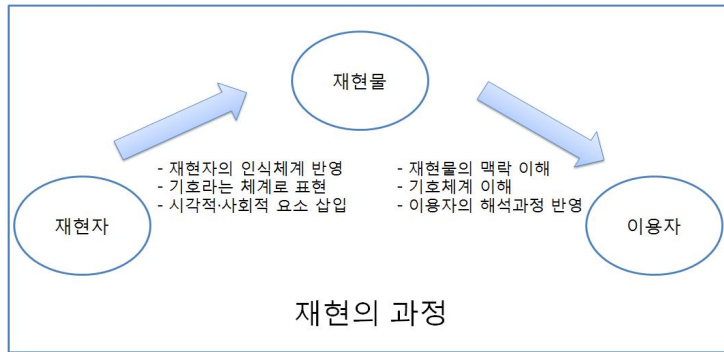 재현물
- 재현자의 인식체계 반영
- 기호라는 체계로 표현
- 시각적·사회적 요소 삽입
- 재현물의 맥락 이해
- 기호체계 이해
- 이용자의 해석과정 반영
재현자
이용자
재현의 과정